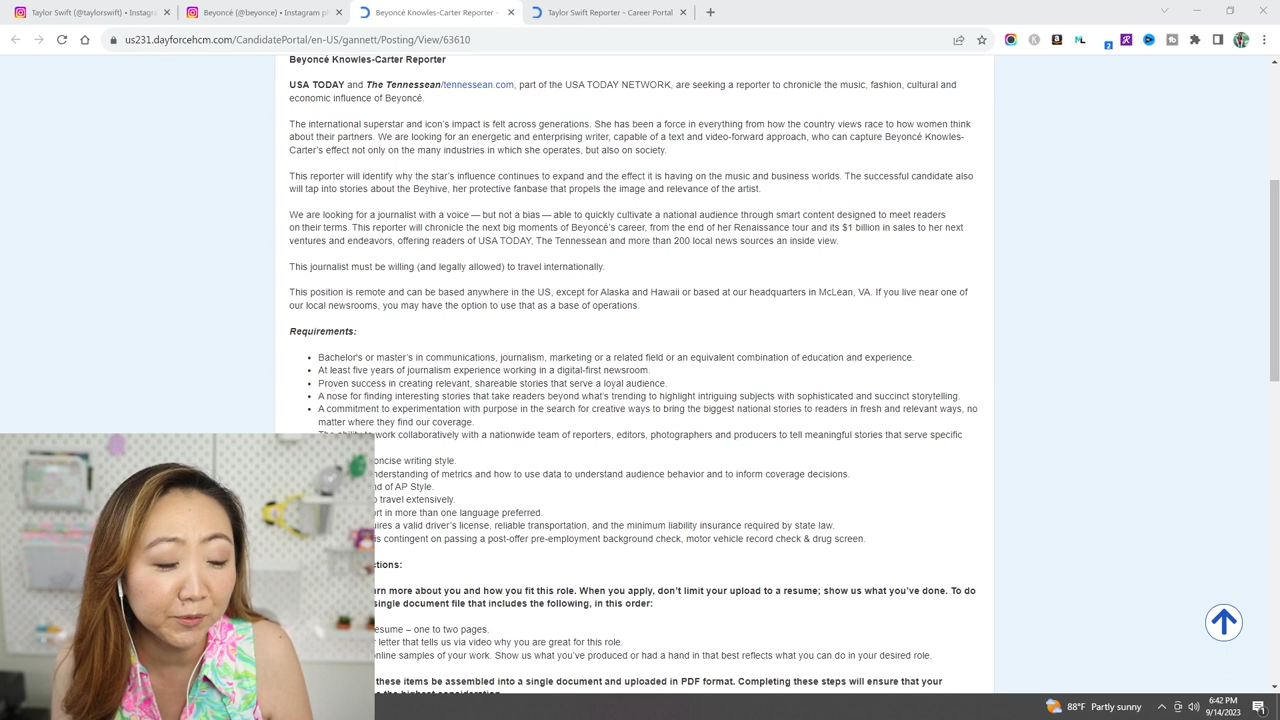 Taylor Swift (@taylorswift) • Instag
Beyoncé (@beyonce) • Instagram p
Beyoncé Knowles-Carter Reporter -
Taylor Swift Reporter - Career Portal
us231.dayforcehcm.com/CandidatePortal/en-US/gannett/Posting/View/63610
2
Beyoncé Knowles-Carter Reporter
USA TODAY and The Tennessean/tennessean.com, part of the USA TODAY NETWORK, are seeking a reporter to chronicle the music, fashion, cultural and
economic influence of Beyoncé.
The international superstar and icon's impact is felt across generations. She has been a force in everything from how the country views race to how women think
about their partners. We are looking for an energetic and enterprising writer, capable of a text and video-forward approach, who can capture Beyoncé Knowles-
Carter's effect not only on the many industries in which she operates, but also on society.
This reporter will identify why the star's influence continues to expand and the effect it is having on the music and business worlds. The successful candidate also
will tap into stories about the Beyhive, her protective fanbase that propels the image and relevance of the artist.
We are looking for a journalist with a voice — but not a bias — able to quickly cultivate a national audience through smart content designed to meet readers
on their terms. This reporter will chronicle the next big moments of Beyoncé's career, from the end of her Renaissance tour and its $1 billion in sales to her next
ventures and endeavors, offering readers of USA TODAY, The Tennessean and more than 200 local news sources an inside view.
This journalist must be willing (and legally allowed) to travel internationally.
This position is remote and can be based anywhere in the US, except for Alaska and Hawaii or based at our headquarters in McLean, VA. If you live near one of
our local newsrooms, you may have the option to use that as a base of operations.
Requirements:
• Bachelor's or master's in communications, journalism, marketing or a related field or an equivalent combination of education and experience.
• At least five years of journalism experience working in a digital-first newsroom.
• Proven success in creating relevant, shareable stories that serve a loyal audience.
• A nose for finding interesting stories that take readers beyond what's trending to highlight intriguing subjects with sophisticated and succinct storytelling.
• A commitment to experimentation with purpose in the search for creative ways to bring the biggest national stories to readers in fresh and relevant ways, no
matter where they find our coverage.
The ability to work collaboratively with a nationwide team of reporters, editors, photographers and producers to tell meaningful stories that serve specific
oncise writing style.
nderstanding of metrics and how to use data to understand audience behavior and to inform coverage decisions.
nd of AP Style.
o travel extensively.
ort in more than one language preferred.
uires a valid driver's license, reliable transportation, and the minimum liability insurance required by state law.
is contingent on passing a post-offer pre-employment background check, motor vehicle record check & drug screen.
ctions:
arn more about you and how you fit this role. When you apply, don't limit your upload to a resume; show us what you've done. To do
single document file that includes the following, in this order:
esume – one to two pages.
r letter that tells us via video why you are great for this role.
nline samples of your work. Show us what you've produced or had a hand in that best reflects what you can do in your desired role.
these items be assembled into a single document and uploaded in PDF format. Completing these steps will ensure that your
the highest consideration
88°F Partly sunny
6:42 PM
9/14/2023
1